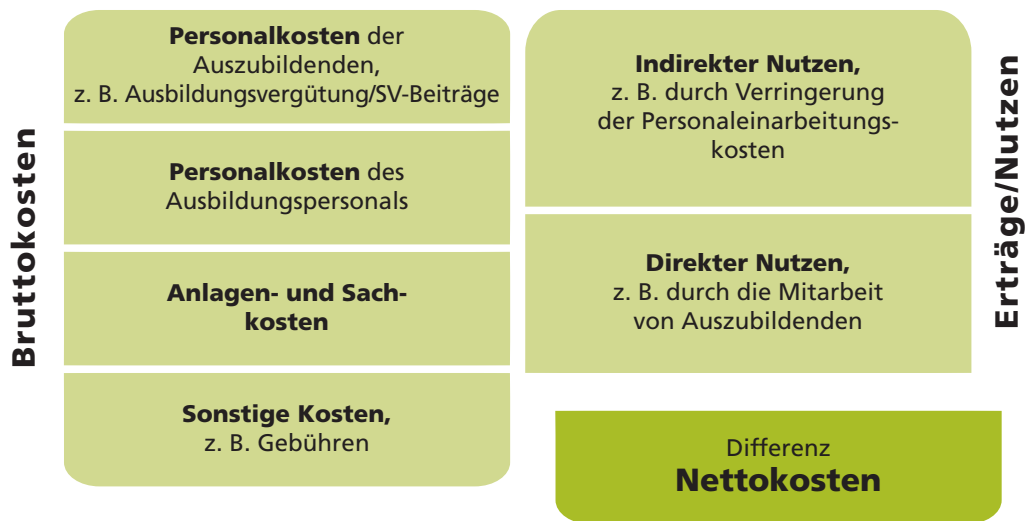 Bruttokosten
Personalkosten der
Auszubildenden,
z. B. Ausbildungsvergütung/SV-Beiträge
Personalkosten des
Ausbildungspersonals
Anlagen- und Sach-
kosten
Sonstige Kosten,
z. B. Gebühren
Indirekter Nutzen,
z. B. durch Verringerung
der Personaleinarbeitungs-
kosten
Direkter Nutzen,
z. B. durch die Mitarbeit
von Auszubildenden
Erträge/Nutzen
Differenz
Nettokosten